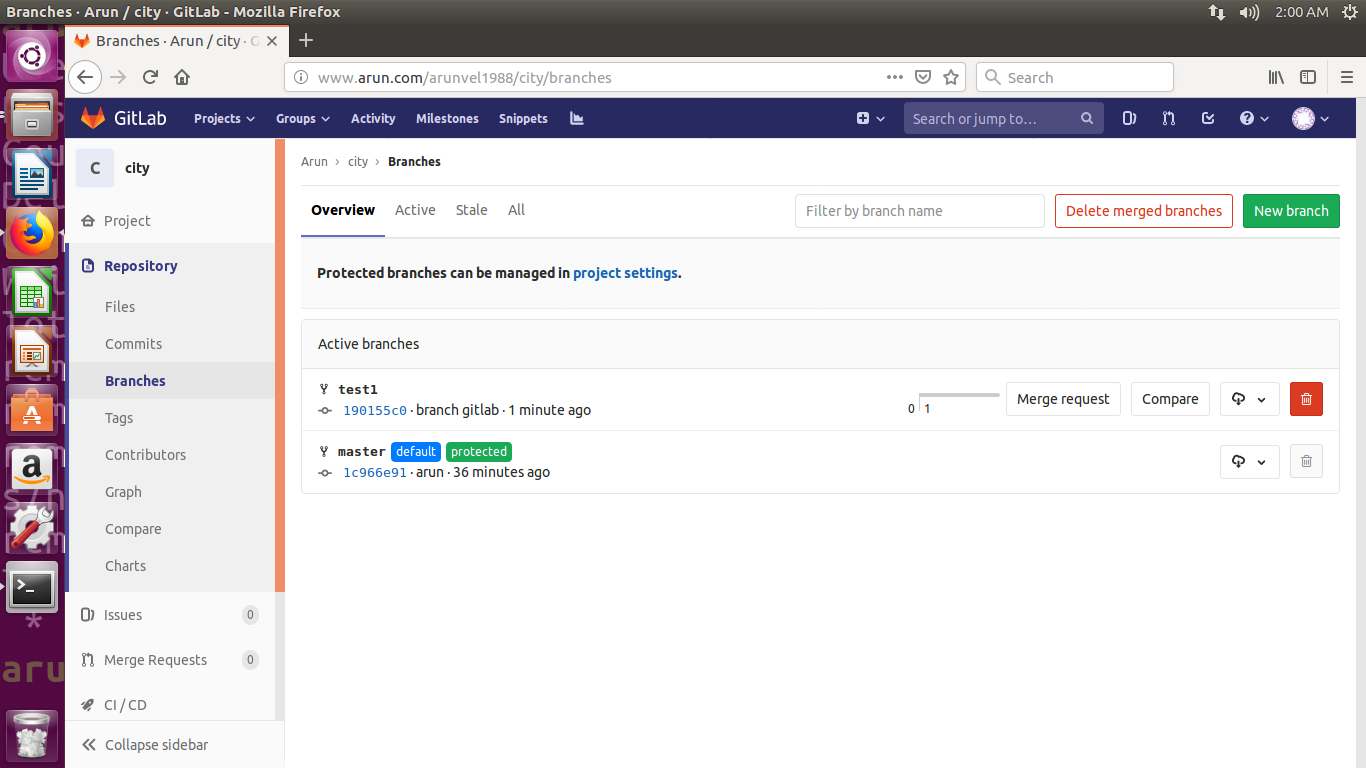 Branches · Arun / city · GitLab - Mozilla Firefox
2:00 AM
Branches · Arun / city · G
www.arun.com/arunvel1988/city/branches
Search
GitLab
Projects
Groups
Activity
Milestones
Snippets
Search or jump to...
C
city
Project
Repository
Files
Commits
Branches
Tags
Contributors
Graph
Compare
Charts
Issues
0
Merge Requests
0
CI / CD
Collapse sidebar
Arun › city › Branches
Overview
Active
Stale
All
Filter by branch name
Delete merged branches
New branch
Protected branches can be managed in project settings.
Active branches
test1
190155c0 · branch gitlab · 1 minute ago
0
1
Merge request
Compare
master default protected
1c966e91 · arun · 36 minutes ago
aru